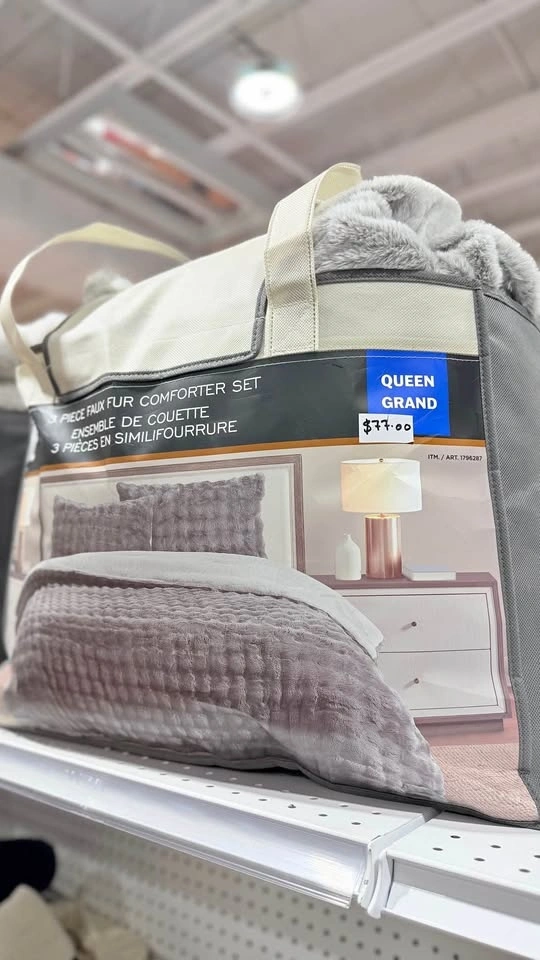 PIECE FAUX FUR COMFORTER SET
ENSEMBLE DE COUETTE
3 PIÈCES EN SIMILIFOURRURE
QUEEN
GRAND
$77.00
ITM. / ART. 1796287